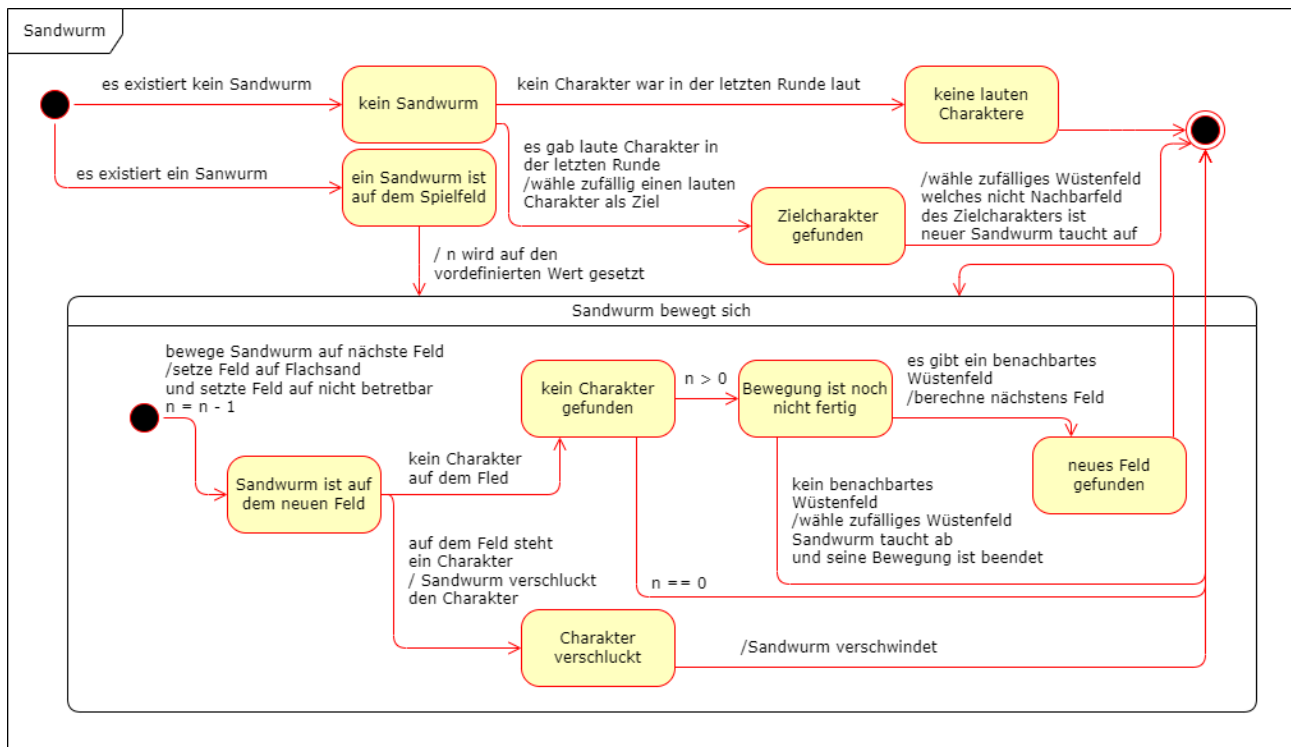 Sandwurm
es existiert kein Sandwurm
kein Sandwurm
kein Charakter war in der letzten Runde laut
keine lauten
Charaktere
es existiert ein Sanwurm
ein Sandwurm ist
auf dem Spielfeld
es gab laute Charakter in
der letzten Runde
/wähle zufällig einen lauten
Charakter als Ziel
Zielcharakter
gefunden
/wähle zufälliges Wüstenfeld
welches nicht Nachbarfeld
des Zielcharakters ist
neuer Sandwurm taucht auf
/ n wird auf den
vordefinierten Wert gesetzt
Sandwurm bewegt sich
bewege Sandwurm auf nächste Feld
/setze Feld auf Flachsand
und setzte Feld auf nicht betretbar
n = n - 1
Sandwurm ist auf
dem neuen Feld
kein Charakter
auf dem Fled
kein Charakter
gefunden
n > 0
Bewegung ist noch
nicht fertig
es gibt ein benachbartes
Wüstenfeld
/berechne nächstens Feld
neues Feld
gefunden
kein benachbartes
Wüstenfeld
/wähle zufälliges Wüstenfeld
Sandwurm taucht ab
und seine Bewegung ist beendet
n == 0
auf dem Feld steht
ein Charakter
/ Sandwurm verschluckt
den Charakter
Charakter
verschluckt
/Sandwurm verschwindet